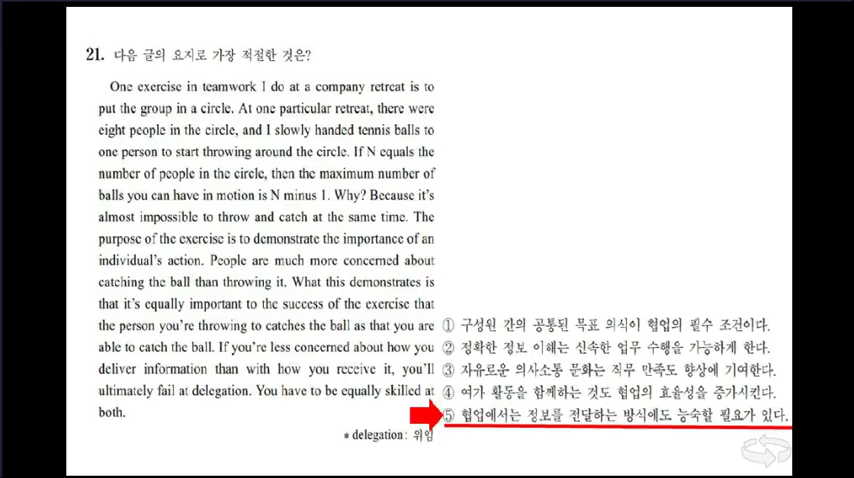 21. 다음 글의 요지로 가장 적절한 것은?
One exercise in teamwork I do at a company retreat is to
put the group in a circle. At one particular retreat, there were
eight people in the circle, and I slowly handed tennis balls to
one person to start throwing around the circle. If N equals the
number of people in the circle, then the maximum number of
balls you can have in motion is N minus 1. Why? Because it's
almost impossible to throw and catch at the same time. The
purpose of the exercise is to demonstrate the importance of an
individual's action. People are much more concerned about
catching the ball than throwing it. What this demonstrates is
that it's equally important to the success of the exercise that
the person you're throwing to catches the ball as that you are
able to catch the ball. If you're less concerned about how you
deliver information than with how you receive it, you'll
ultimately fail at delegation. You have to be equally skilled at
both.
* delegation: 위임
① 구성원 간의 공통된 목표 의식이 협업의 필수 조건이다.
② 정확한 정보 이해는 신속한 업무 수행을 가능하게 한다.
③ 자유로운 의사소통 문화는 직무 만족도 향상에 기여한다.
④ 여가 활동을 함께하는 것도 협업의 효율성을 증가시킨다.
⑤ 협업에서는 정보를 전달하는 방식에도 능숙할 필요가 있다.